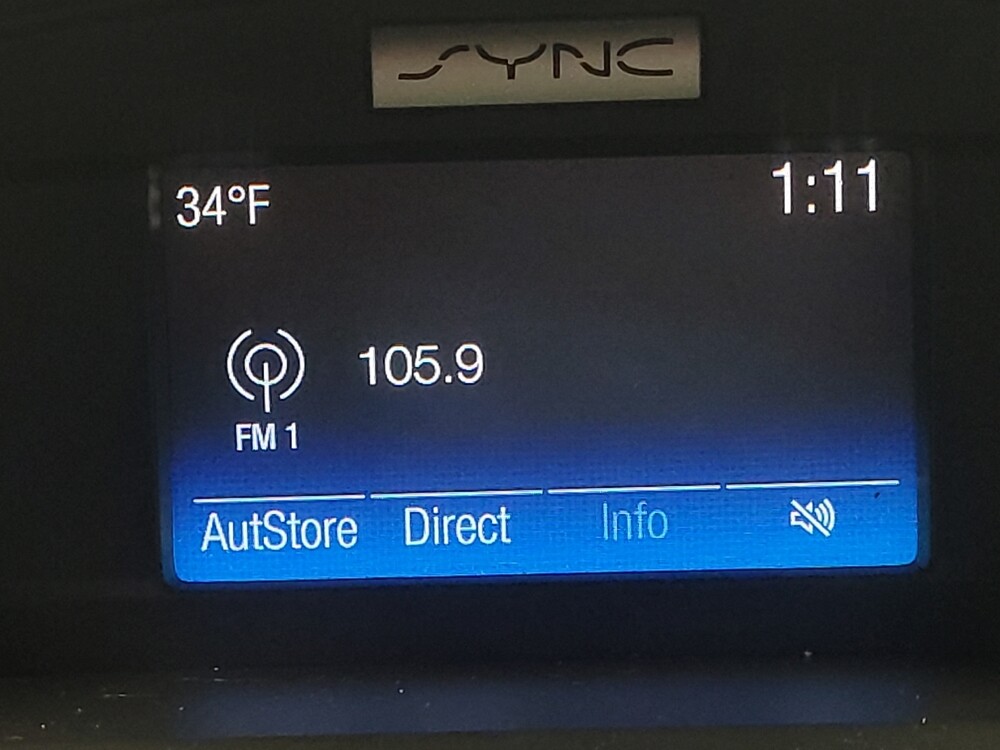 SYNC
34°F 1:11
105.9
FM 1
AutStore Direct Info